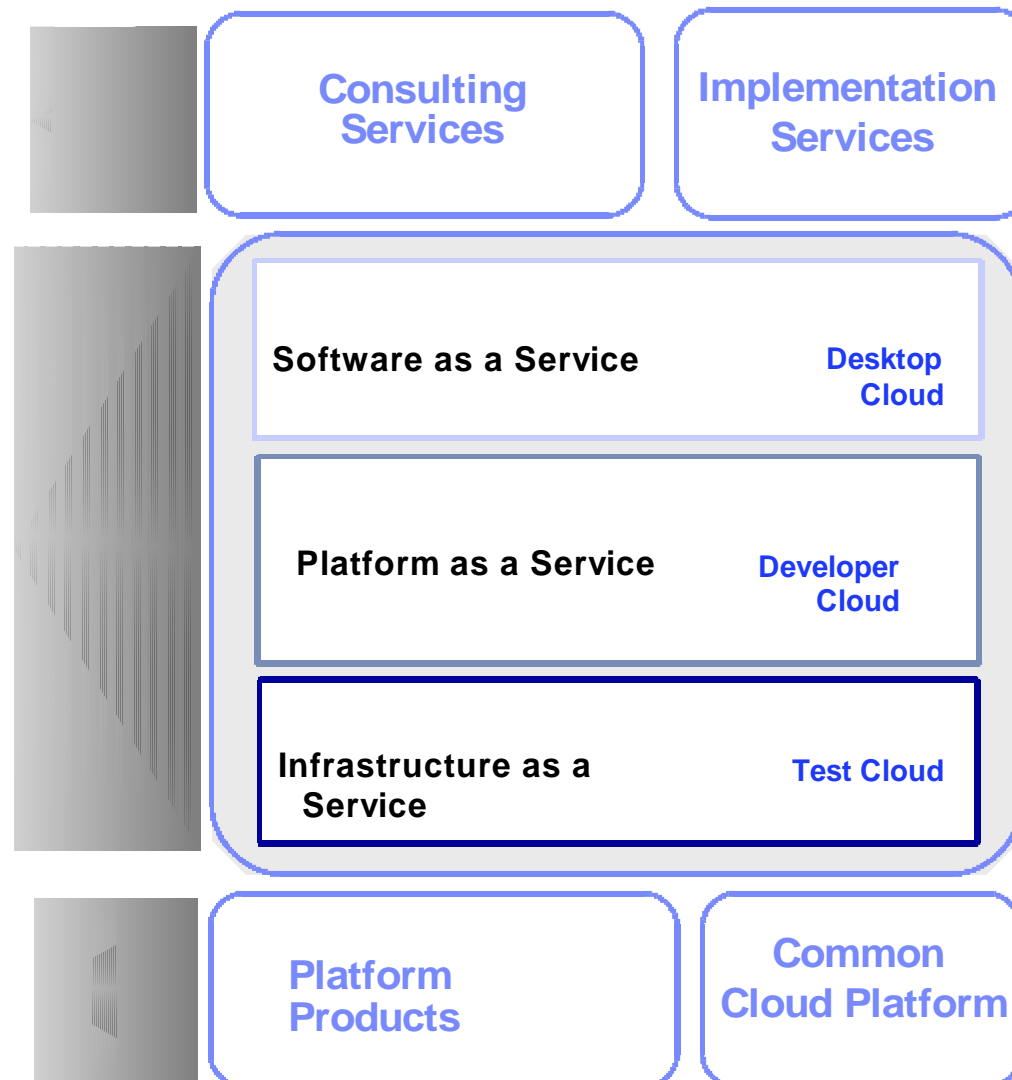 Consulting
Services
Implementation
Services
Software as a Service
Desktop
Cloud
Platform as a Service
Developer
Cloud
Infrastructure as a
Service
Test Cloud
Platform
Products
Common
Cloud Platform